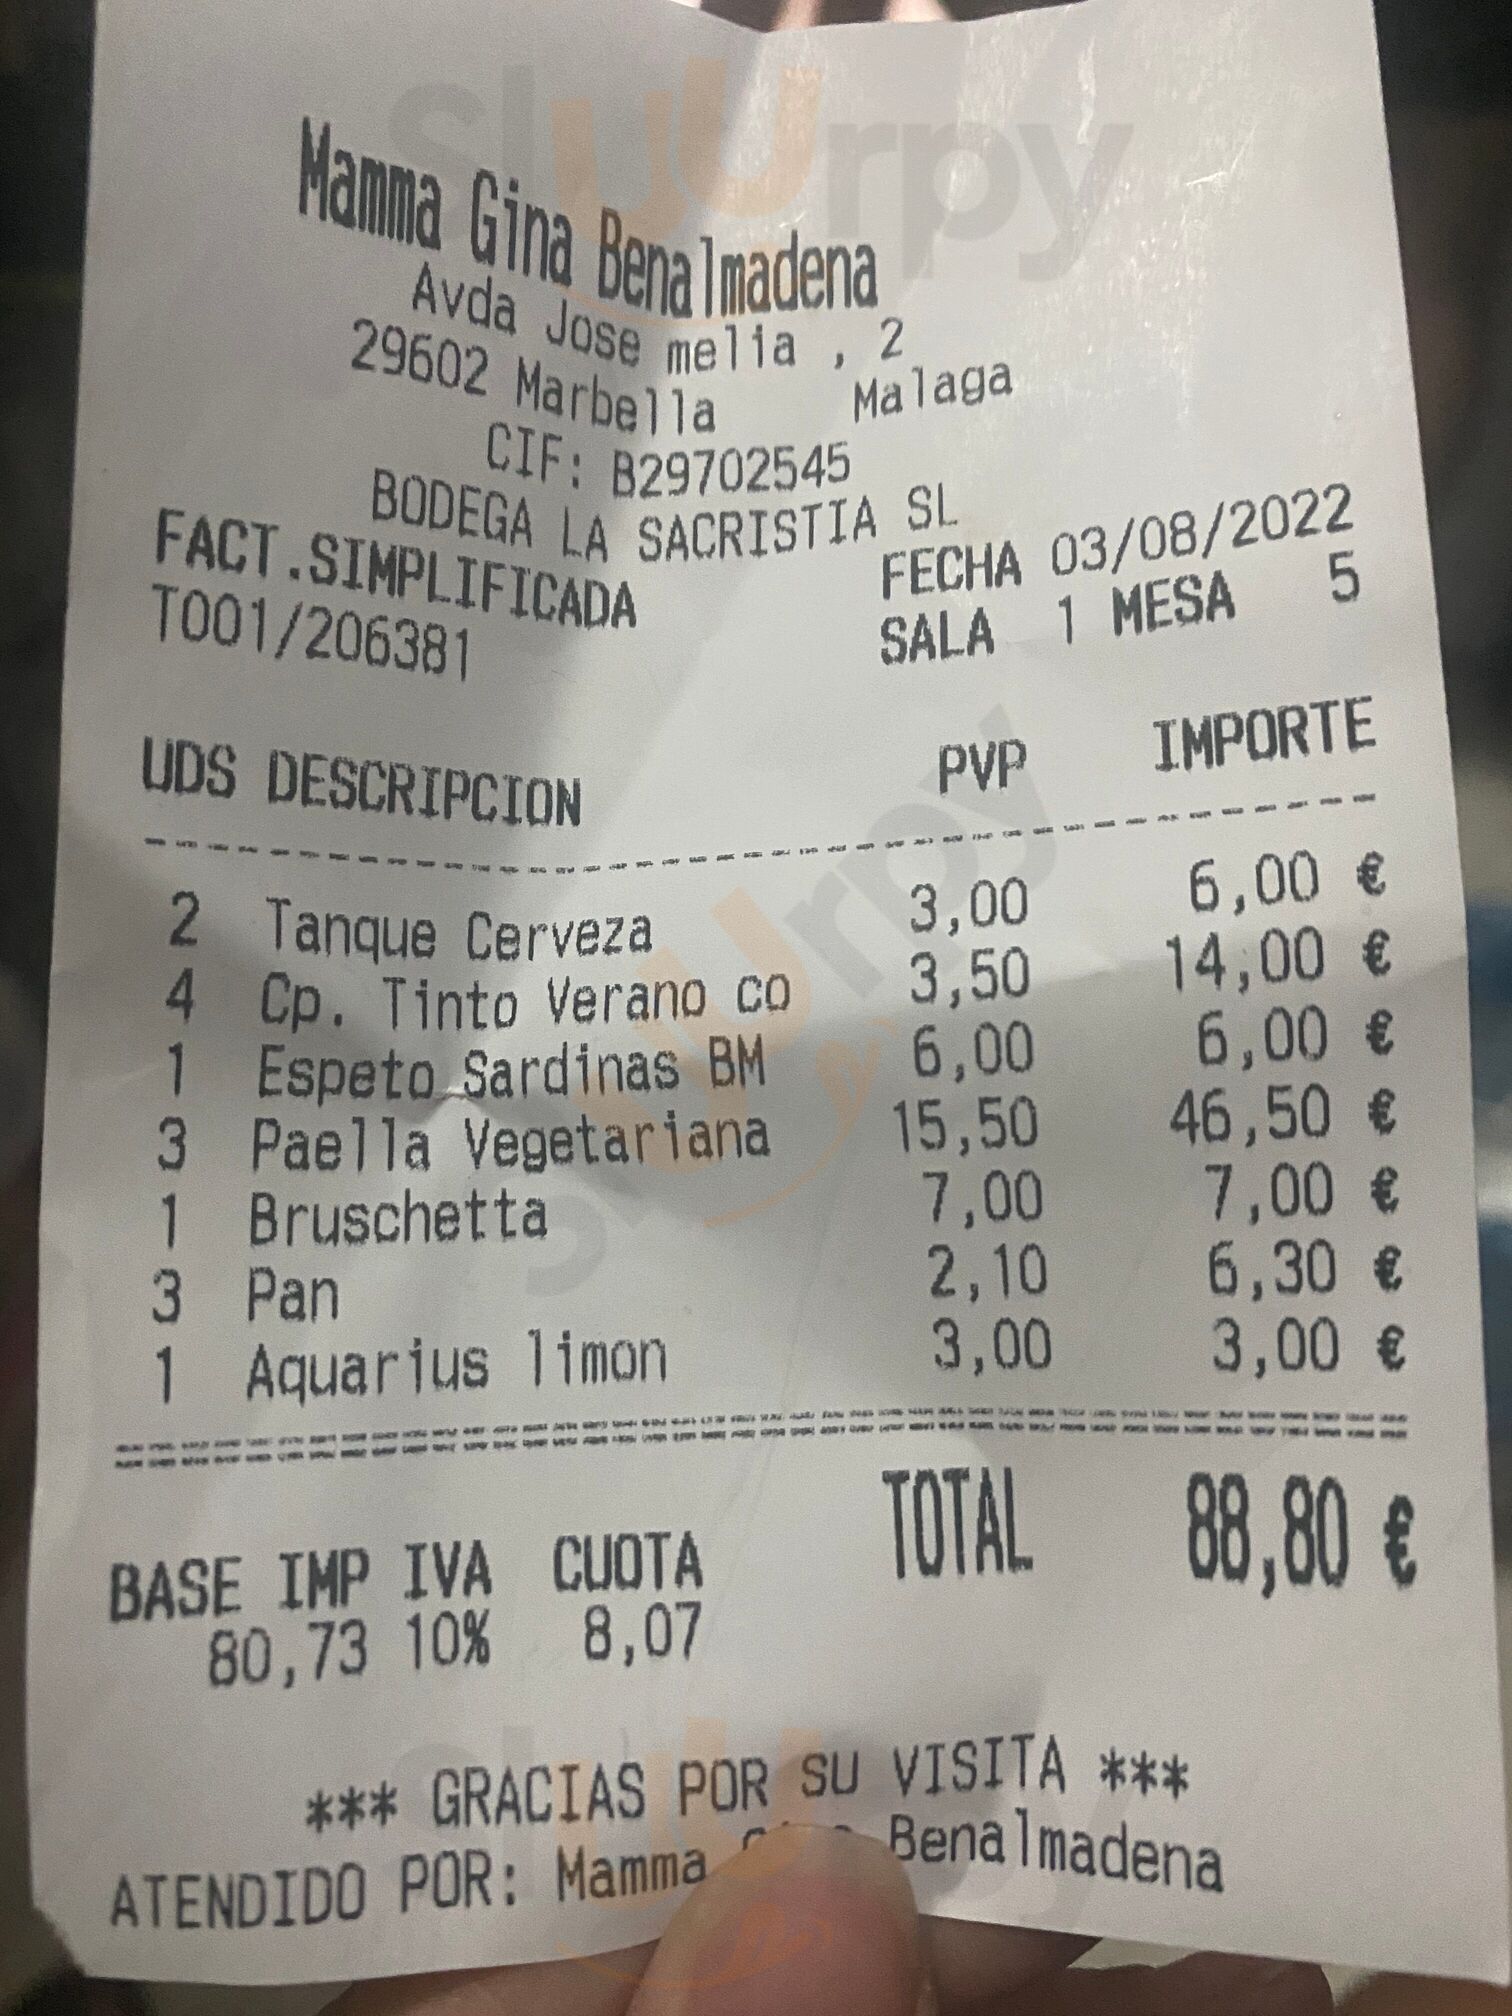 sluurpy
Mamma Gina Benalmadena
Avda Jose melia , 2
29602 Marbella Malaga
CIF: B29702545
BODEGA LA SACRISTIA SL
FACT.SIMPLIFICADA FECHA 03/08/2022
T001/206381 SALA 1 MESA 5
UDS DESCRIPCION PVP IMPORTE
2 Tanque Cerveza 3,00 6,00 €
4 Cp. Tinto Verano co 3,50 14,00 €
1 Espeto Sardinas BM 6,00 6,00 €
3 Paella Vegetariana 15,50 46,50 €
1 Bruschetta 7,00 7,00 €
3 Pan 2,10 6,30 €
1 Aquarius limon 3,00 3,00 €
sluurpy
TOTAL 88,80 €
BASE IMP IVA CUOTA
80,73 10% 8,07
*** GRACIAS POR SU VISITA ***
ATENDIDO POR: Mamma Benalmadena
sluurpy